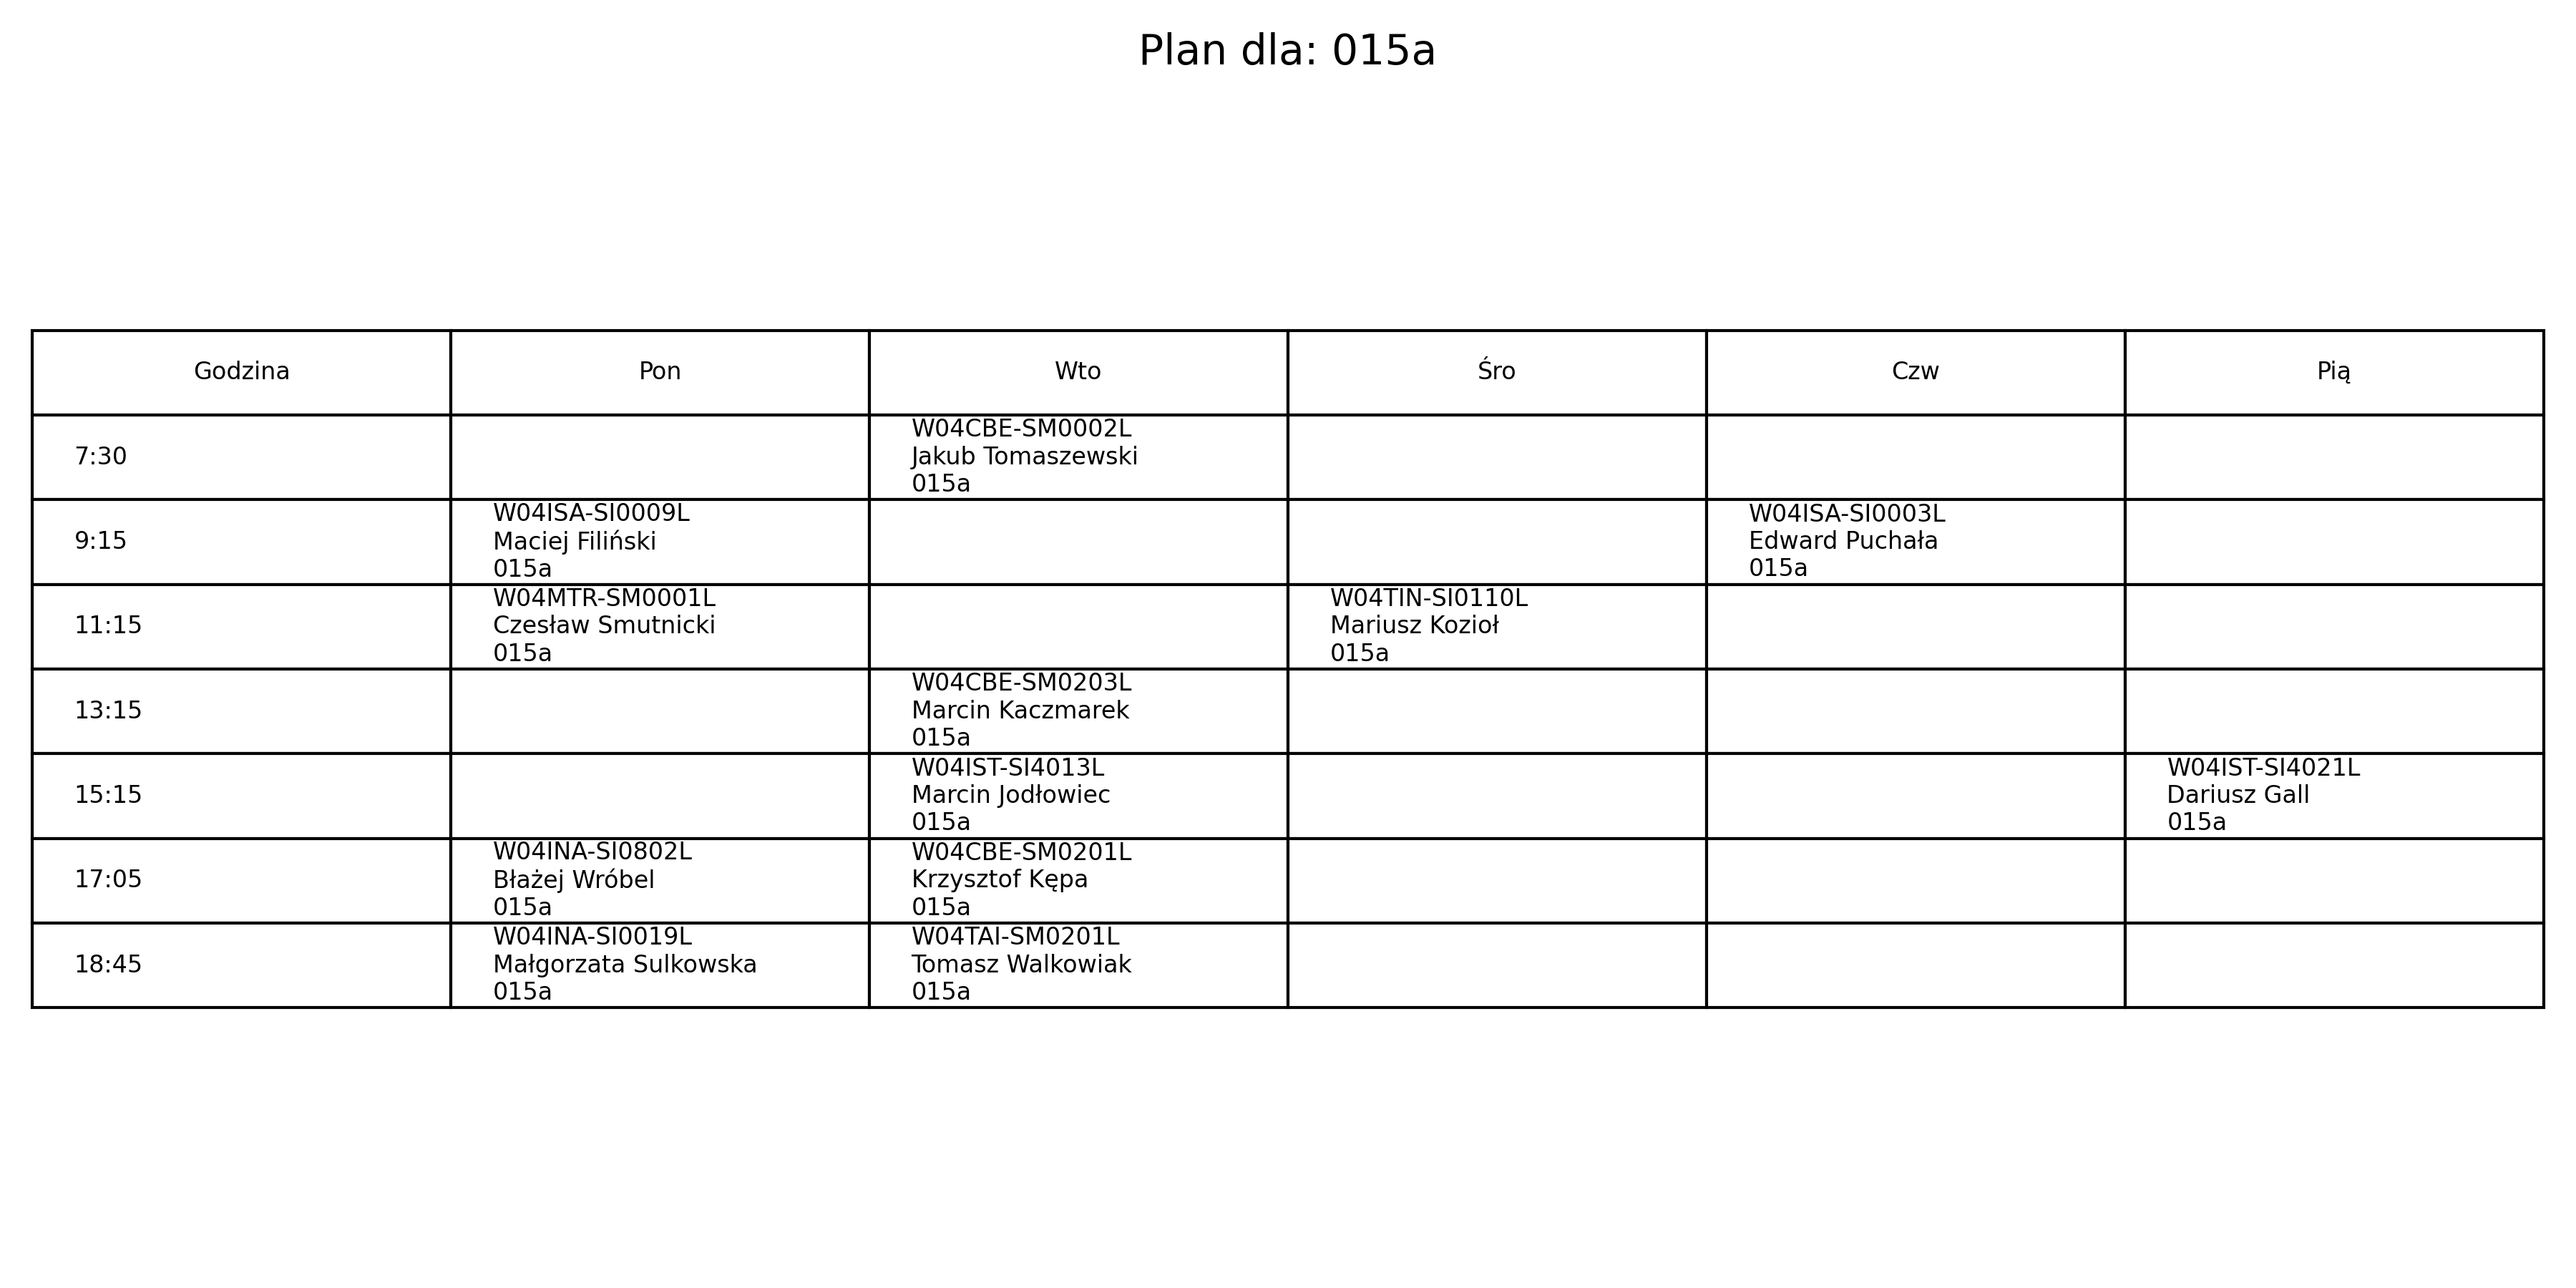 Plan dla: 015a
Godzina Pon Wto Śro Czw Pią
7:30
W04CBE-SM0002L
Jakub Tomaszewski
015a
9:15
W04ISA-SI0009L
Maciej Filiński
015a
W04ISA-SI0003L
Edward Puchała
015a
11:15
W04MTR-SM0001L
Czesław Smutnicki
015a
W04TIN-SI0110L
Mariusz Kozioł
015a
13:15
W04CBE-SM0203L
Marcin Kaczmarek
015a
15:15
W04IST-SI4013L
Marcin Jodłowiec
015a
W04IST-SI4021L
Dariusz Gall
015a
17:05
W04INA-SI0802L
Błażej Wróbel
015a
W04CBE-SM0201L
Krzysztof Kępa
015a
18:45
W04INA-SI0019L
Małgorzata Sulkowska
015a
W04TAI-SM0201L
Tomasz Walkowiak
015a